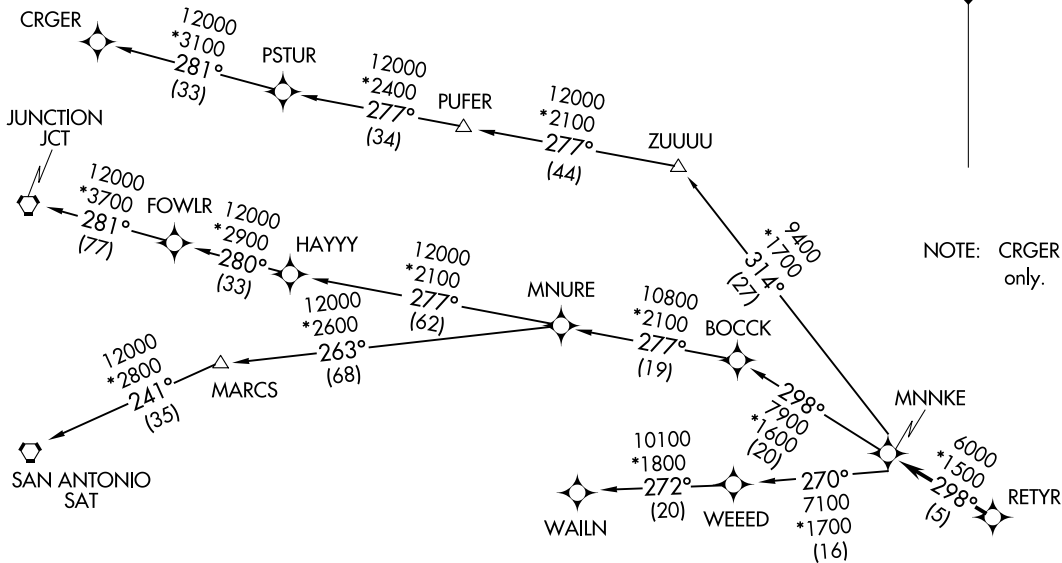 CRGER
12000
*3100
281°
(33)
PSTUR
12000
*2400
277°
(34)
PUFER
12000
*2100
277°
(44)
ZUUUU
JUNCTION
JCT
12000
*3700
281°
(77)
FOWLR
12000
*2900
280°
(33)
HAYYY
12000
*2100
277°
(62)
MNURE
9400
*1700
314°
(27)
NOTE: CRGER
only.
12000
*2600
263°
(68)
10800
*2100
277°
(19)
BOCCK
12000
*2800
241°
(35)
MARCS
298°
7900
*1600
(20)
MNNKE
SAN ANTONIO
SAT
10100
*1800
272°
(20)
WAILN
WEEED
270°
7100
*1700
(16)
6000
*1500
298°
(5)
RETYR